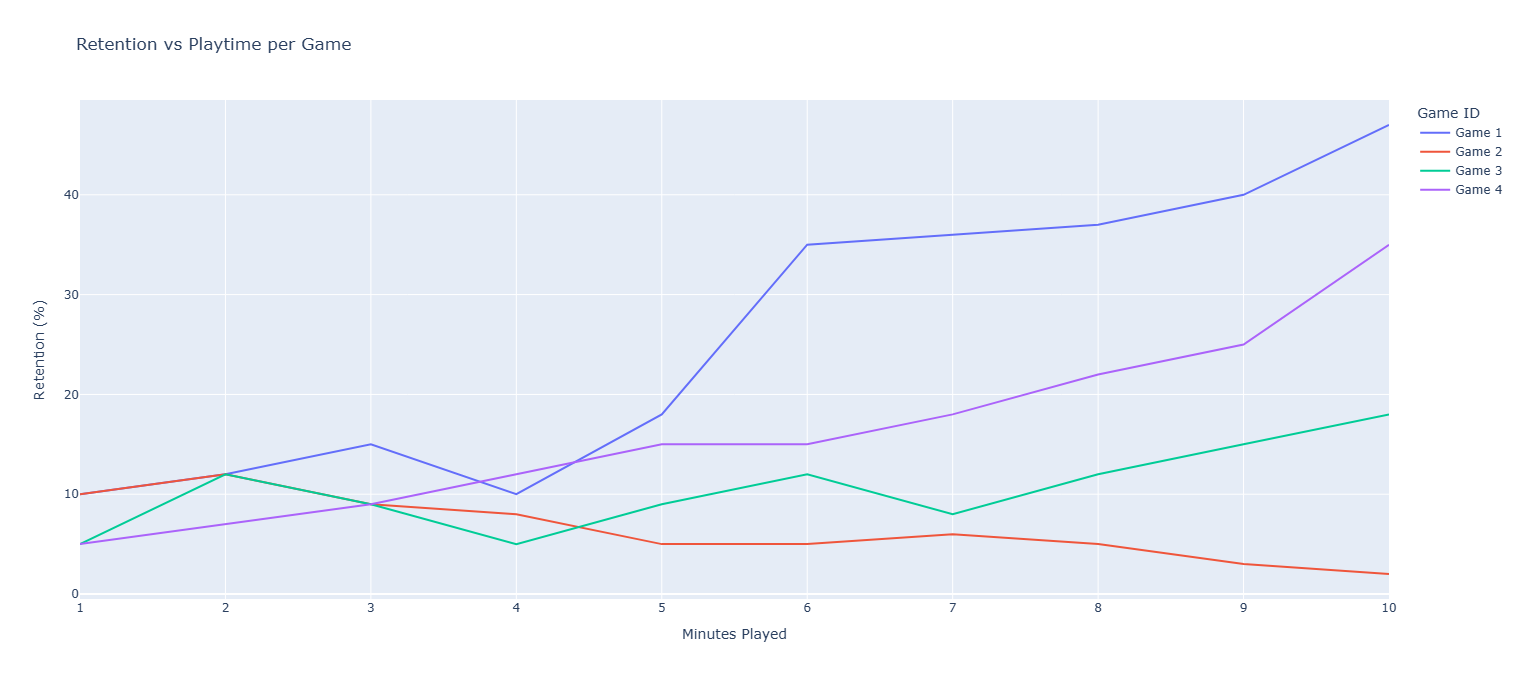 Retention vs Playtime per Game
Game ID
Game 1
Game 2
Game 3
Game 4
Retention (%)
40
30
20
10
0
1 2 3 4 5 6 7 8 9 10
Minutes Played